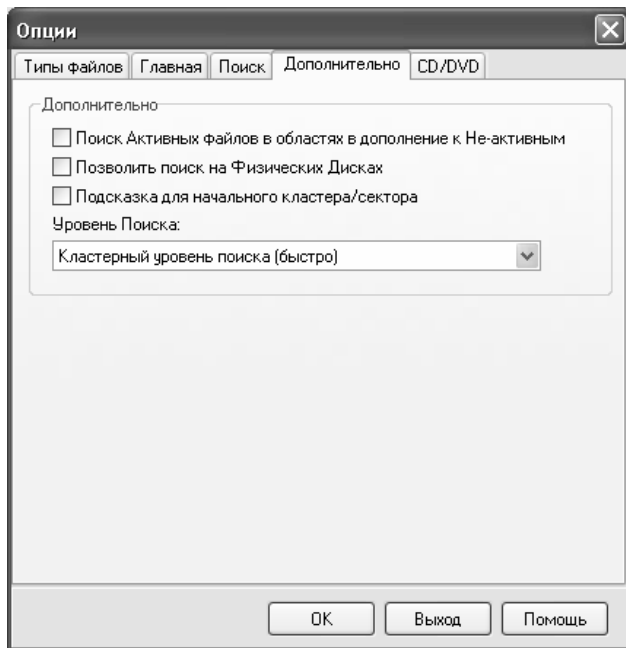 Опции
Типы файлов Главная Поиск Дополнительно CD/DVD
Дополнительно
Поиск Активных файлов в областях в дополнение к Не-активным
Позволить поиск на Физических Дисках
Подсказка для начального кластера/сектора
Уровень Поиска:
Кластерный уровень поиска (быстро)
OK Выход Помощь